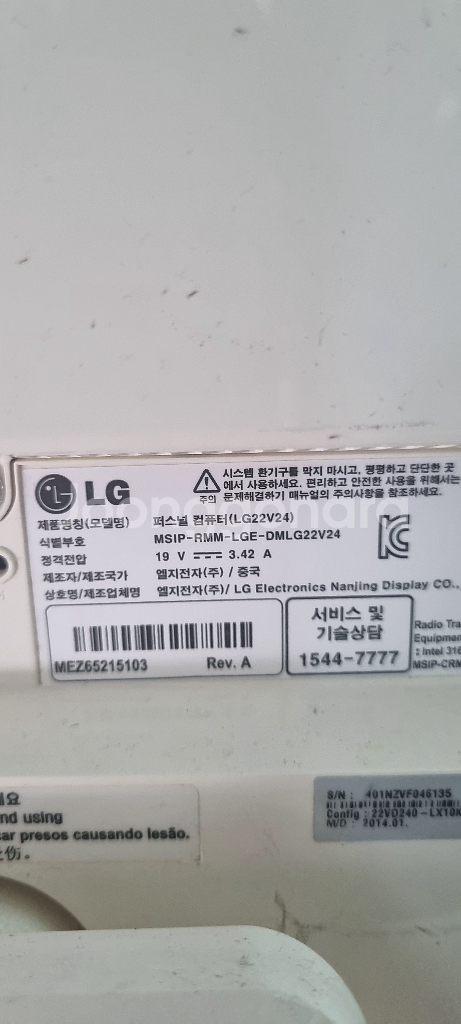 LG
주의
시스템 환기구를 막지 마시고, 평평하고 단단한 곳
에서 사용하세요. 편리하고 안전한 사용을 위해서는
문제해결하기 매뉴얼의 주의사항을 참조하세요.
제품명칭(모델명) 퍼스널 컴퓨터(LG22V24)
식별부호 MSIP-RMM-LGE-DMLG22V24
정격전압 19 V 3.42 A
제조자/제조국가 엘지전자(주) / 중국
상호명/제조업체명 엘지전자(주)/ LG Electronics Nanjing Display CO.,
MEZ65215103 Rev. A
서비스 및
기술상담
1544-7777
Radio Tra
Equipmen
: Intel 316
MSIP-CRM
nd using
ar presos causando lesão.
S/N : 401NZVF046135
Config : 22VD240-LX10K
M/D : 2014.01.